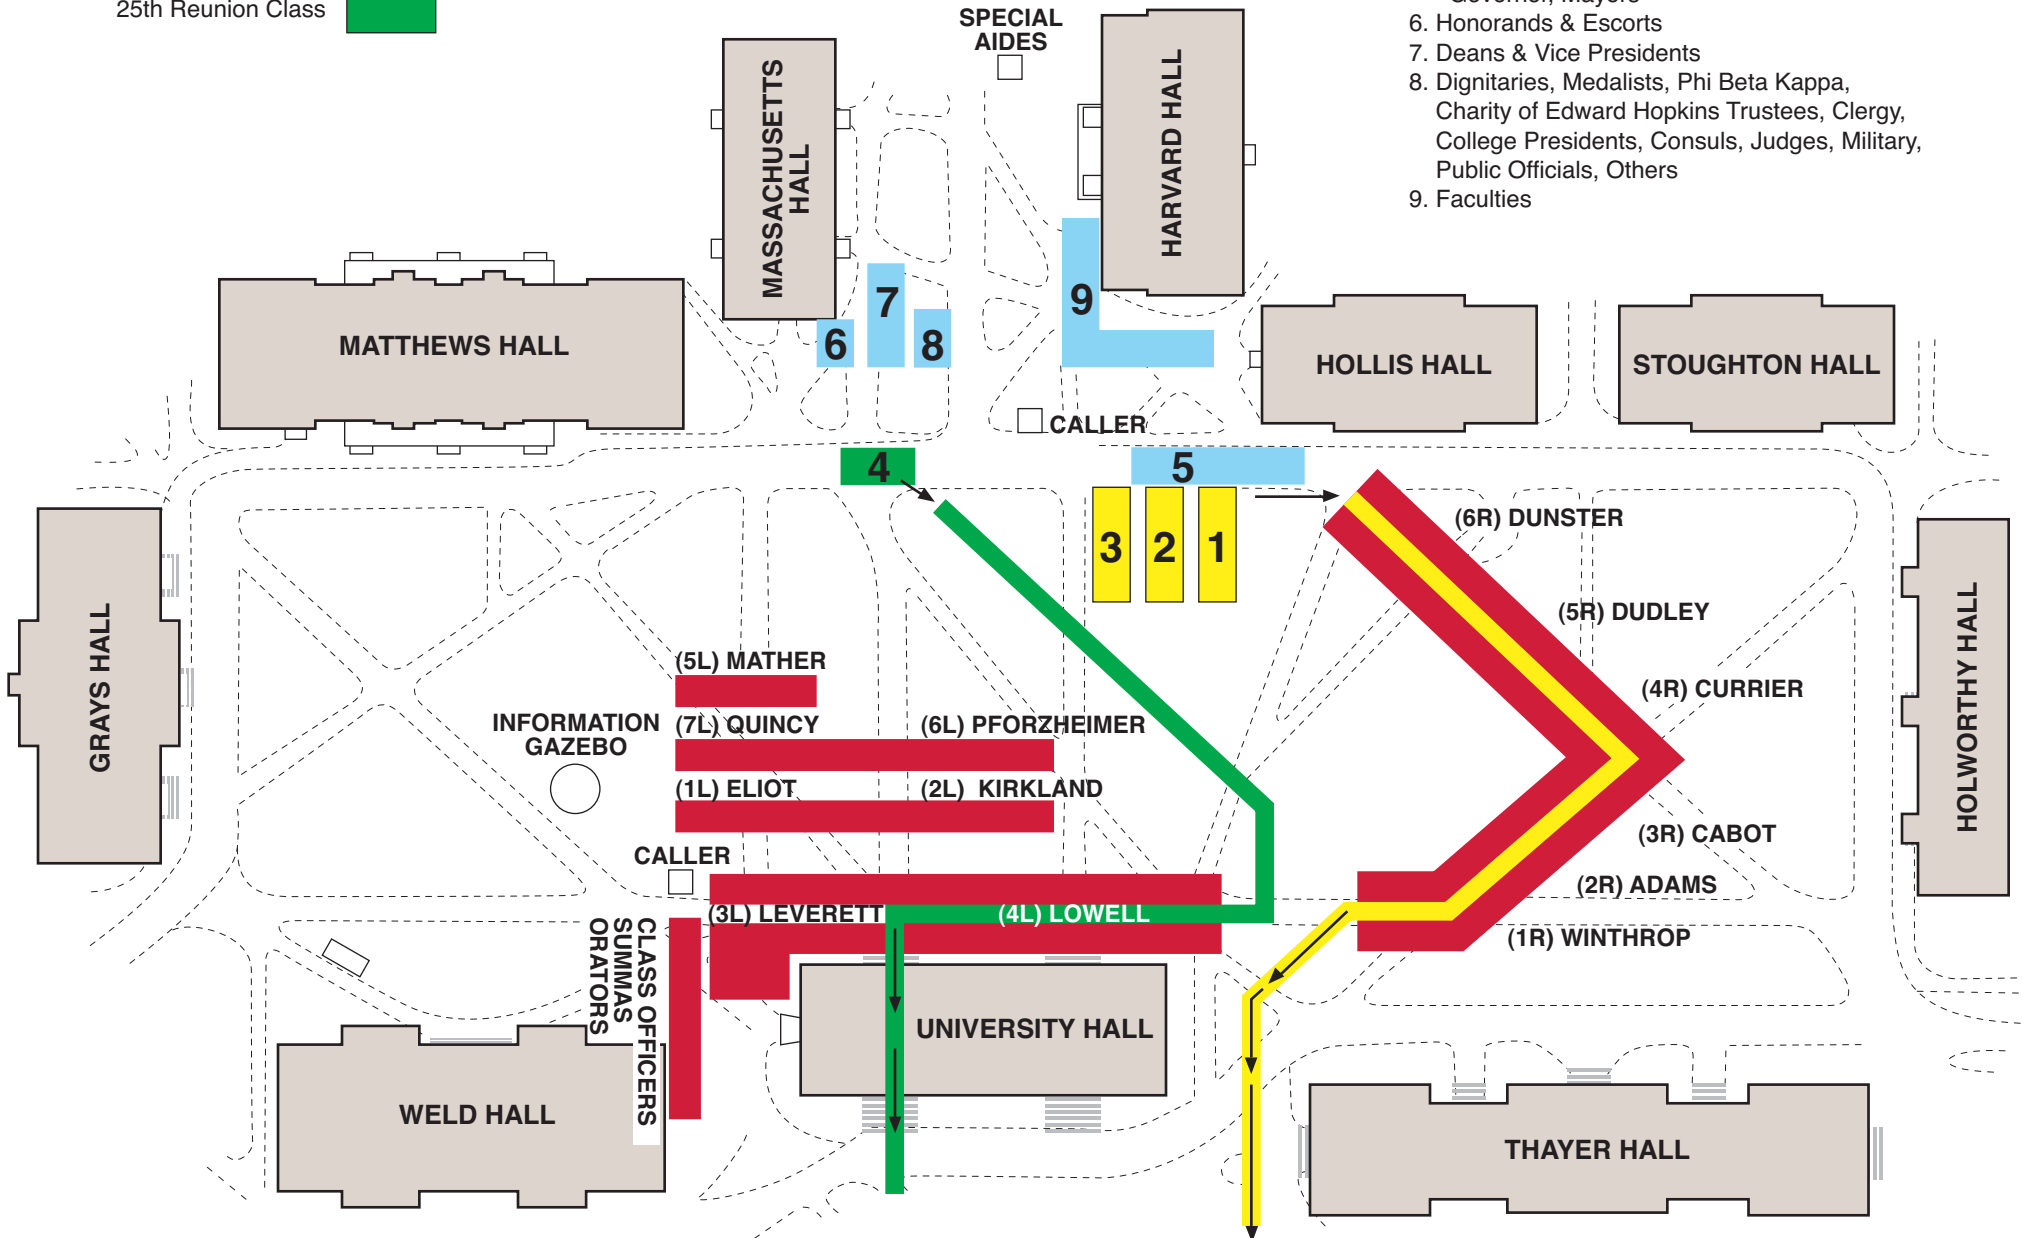 25th Reunion Class
Governor, Mayors
6. Honorands & Escorts
7. Deans & Vice Presidents
8. Dignitaries, Medalists, Phi Beta Kappa,
Charity of Edward Hopkins Trustees, Clergy,
College Presidents, Consuls, Judges, Military,
Public Officials, Others
9. Faculties
SPECIAL
AIDES
MASSACHUSETTS
HALL
HARVARD HALL
MATTHEWS HALL
6
7
8
9
HOLLIS HALL
STOUGHTON HALL
CALLER
4
5
3
2
1
(6R) DUNSTER
(5R) DUDLEY
(4R) CURRIER
(3R) CABOT
(2R) ADAMS
(1R) WINTHROP
GRAYS HALL
HOLWORTHY HALL
(5L) MATHER
INFORMATION
GAZEBO
(7L) QUINCY
(6L) PFORZHEIMER
(1L) ELIOT
(2L) KIRKLAND
CALLER
(3L) LEVERETT
(4L) LOWELL
CLASS OFFICERS
SUMMAS
ORATORS
UNIVERSITY HALL
WELD HALL
THAYER HALL